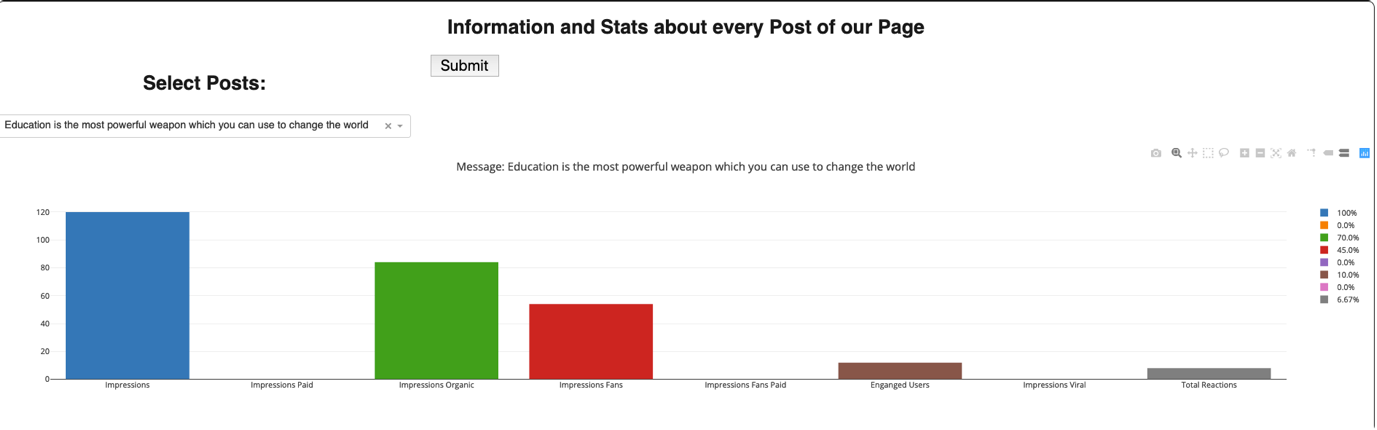 Information and Stats about every Post of our Page
Submit
Select Posts:
Education is the most powerful weapon which you can use to change the world
Message: Education is the most powerful weapon which you can use to change the world
120
100
80
60
40
20
0
Impressions
Impressions Paid
Impressions Organic
Impressions Fans
Impressions Fans Paid
Enganged Users
Impressions Viral
Total Reactions
100%
0.0%
70.0%
45.0%
0.0%
10.0%
0.0%
6.67%